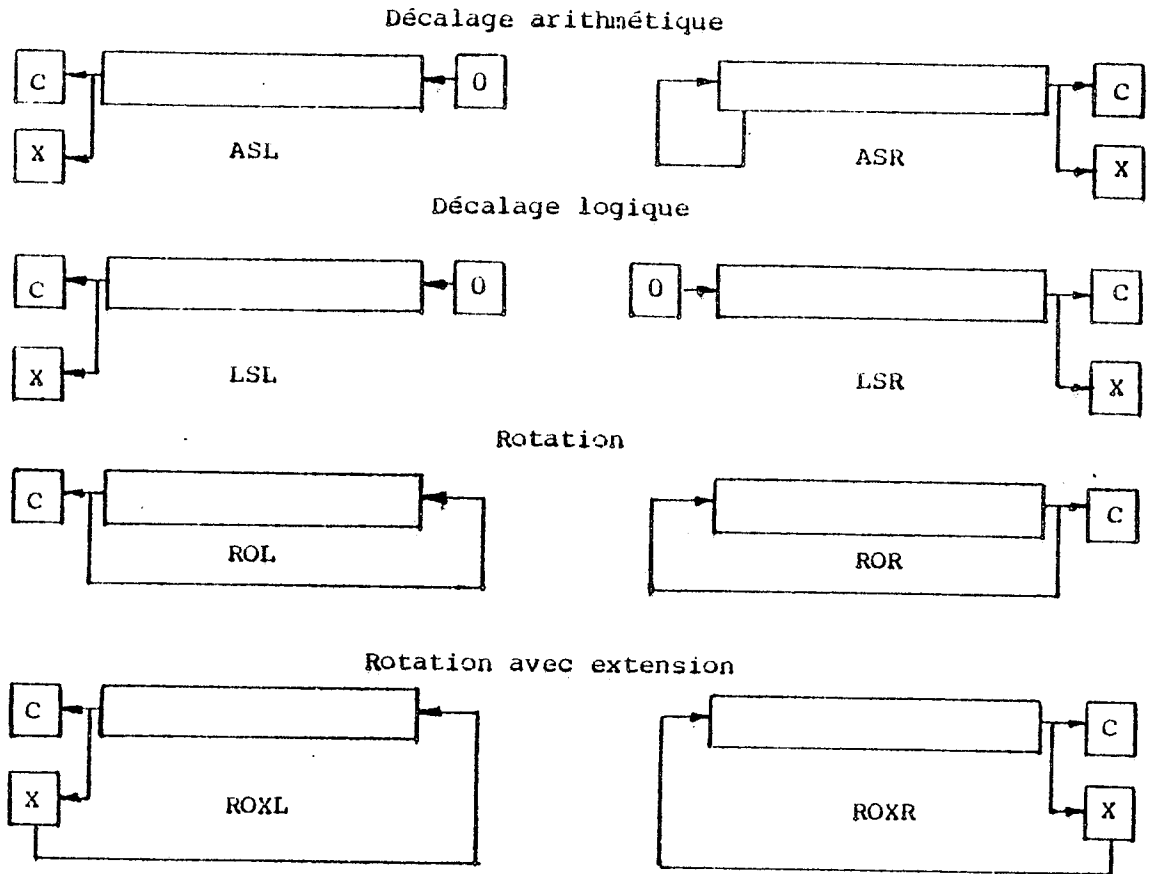 Décalage arithmétique
C
0
C
X
ASL
ASR
X
Décalage logique
C
0
0
C
X
LSL
LSR
X
Rotation
C
C
ROL
ROR
Rotation avec extension
C
C
X
ROXL
ROXR
X